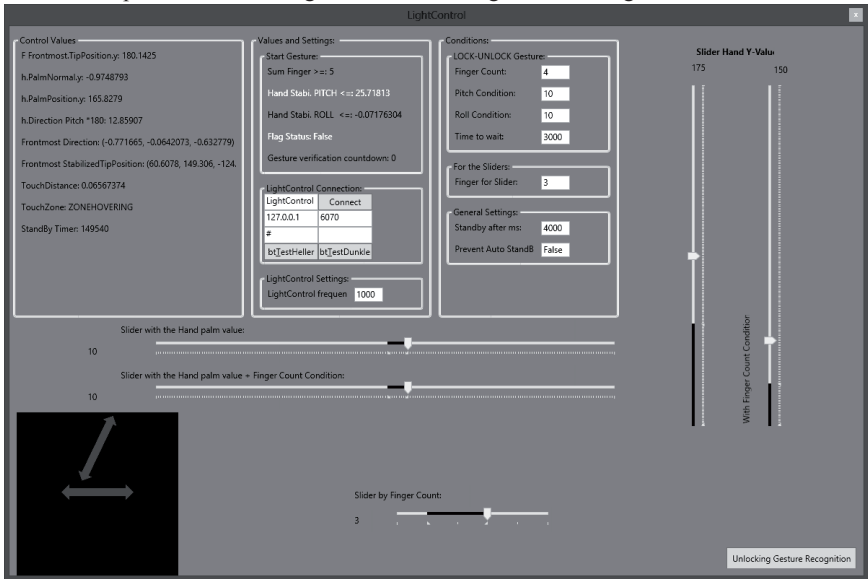 LightControl
x
Control Values
F Frontmost.TipPosition.y: 180.1425
h.PalmNormal.y: -0.9748793
h.PalmPosition.y: 165.8279
h.Direction Pitch *180: 12.85907
Frontmost Direction: (-0.771665, -0.0642073, -0.632779)
Frontmost StabilizedTipPosition: (60.6078, 149.306, -124.
TouchDistance: 0.06567374
TouchZone: ZONEHOVERING
StandBy Timer: 149540
Values and Settings:
Start Gesture:
Sum Finger >=: 5
Hand Stabi. PITCH <=: 25.71813
Hand Stabi. ROLL <=: -0.07176304
Flag Status: False
Gesture verification countdown: 0
LightControl Connection:
LightControl Connect
127.0.0.1 6070
#
btTestHeller btTestDunkle
LightControl Settings:
LightControl frequen 1000
Conditions:
LOCK-UNLOCK Gesture:
Finger Count: 4
Pitch Condition: 10
Roll Condition: 10
Time to wait: 3000
For the Sliders:
Finger for Slider: 3
General Settings:
Standby after ms: 4000
Prevent Auto StandB False
Slider Hand Y-Value
175 150
With Finger Count Condition
Slider with the Hand palm value:
10
Slider with the Hand palm value + Finger Count Condition:
10
Slider by Finger Count:
3
Unlocking Gesture Recognition